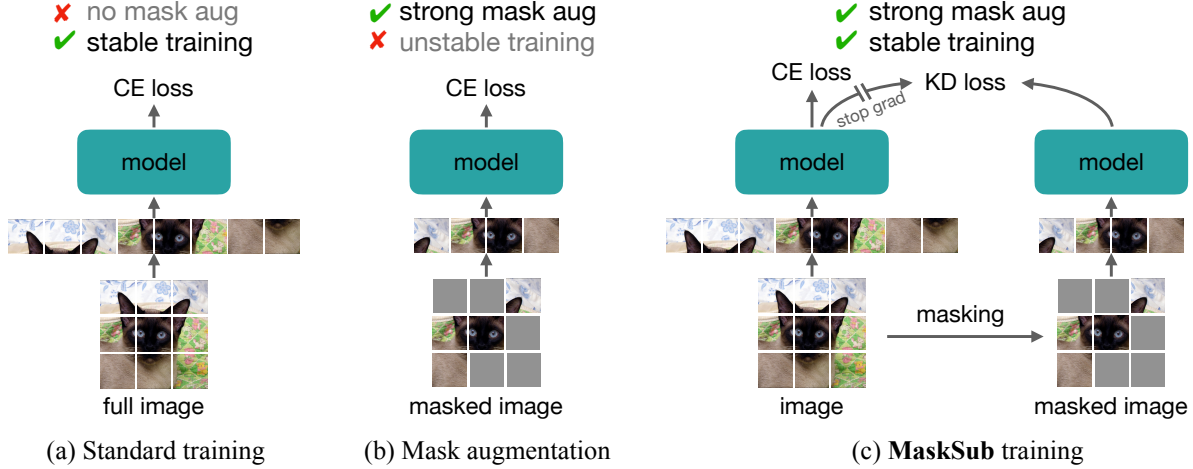 ✘ no mask aug
✔ stable training
CE loss
model
full image
(a) Standard training
✔ strong mask aug
✘ unstable training
CE loss
model
masked image
(b) Mask augmentation
✔ strong mask aug
✔ stable training
CE loss
stop grad
KD loss
model
model
masking
image
masked image
(c) MaskSub training